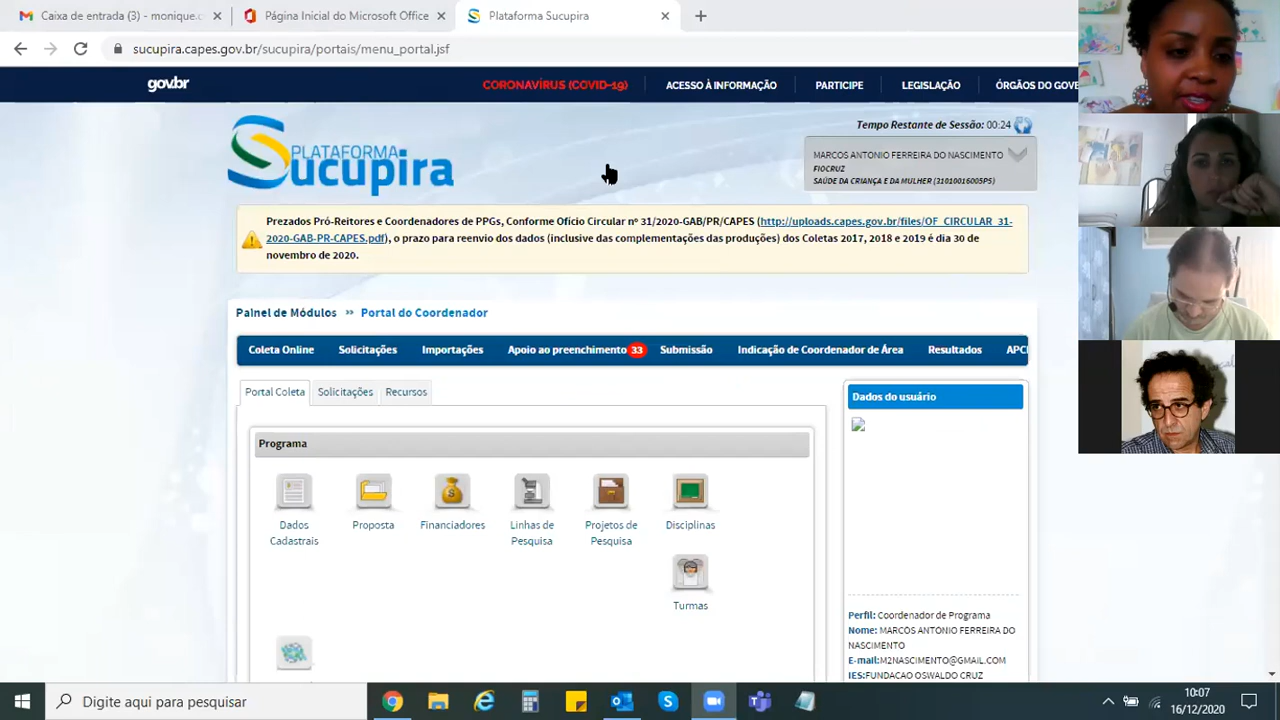 Caixa de entrada (3) - monique.c
Página Inicial do Microsoft Office
Plataforma Sucupira
sucupira.capes.gov.br/sucupira/portais/menu_portal.jsf
gov.br
CORONAVÍRUS (COVID-19)
ACESSO À INFORMAÇÃO
PARTICIPE
LEGISLAÇÃO
ÓRGÃOS DO GOVE
Tempo Restante de Sessão: 00:24
PLATAFORMA
Sucupira
MARCOS ANTONIO FERREIRA DO NASCIMENTO
FIOCRUZ
SAÚDE DA CRIANÇA E DA MULHER (31010016005P5)
Prezados Pró-Reitores e Coordenadores de PPGs, Conforme Ofício Circular nº 31/2020-GAB/PR/CAPES (http://uploads.capes.gov.br/files/OF_CIRCULAR_31-
2020-GAB-PR-CAPES.pdf), o prazo para reenvio dos dados (inclusive das complementações das produções) dos Coletas 2017, 2018 e 2019 é dia 30 de
novembro de 2020.
Painel de Módulos » Portal do Coordenador
Coleta Online
Solicitações
Importações
Apoio ao preenchimento 33
Submissão
Indicação de Coordenador de Área
Resultados
APC
Portal Coleta
Solicitações
Recursos
Dados do usuário
Programa
Dados
Cadastrais
Proposta
Financiadores
Linhas de
Pesquisa
Projetos de
Pesquisa
Disciplinas
Turmas
Perfil: Coordenador de Programa
Nome: MARCOS ANTONIO FERREIRA DO
NASCIMENTO
E-mail:M2NASCIMENTO@GMAIL.COM
IES:FUNDACAO OSWALDO CRUZ
Digite aqui para pesquisar
10:07
16/12/2020